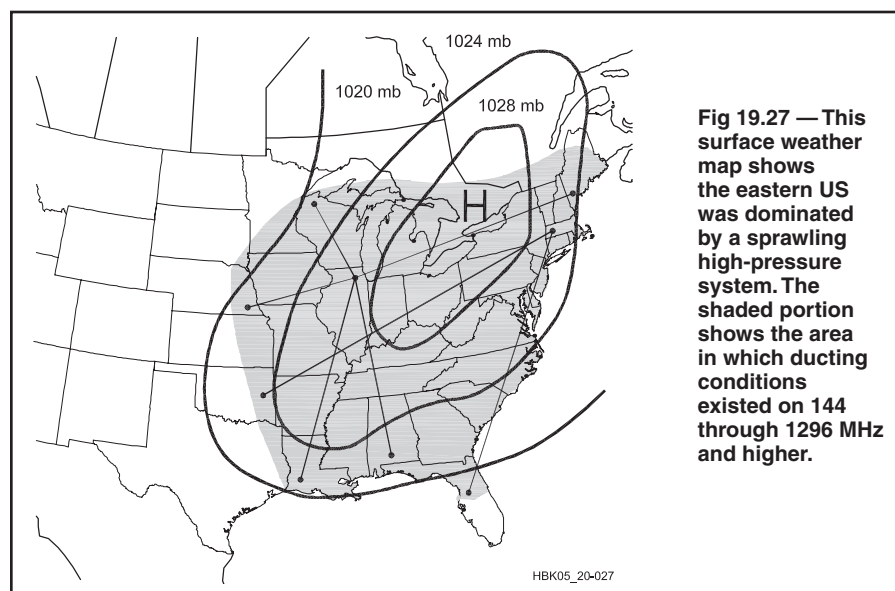 1024 mb
1020 mb
1028 mb
H
HBK05_20-027
Fig 19.27 — This
surface weather
map shows
the eastern US
was dominated
by a sprawling
high-pressure
system. The
shaded portion
shows the area
in which ducting
conditions
existed on 144
through 1296 MHz
and higher.